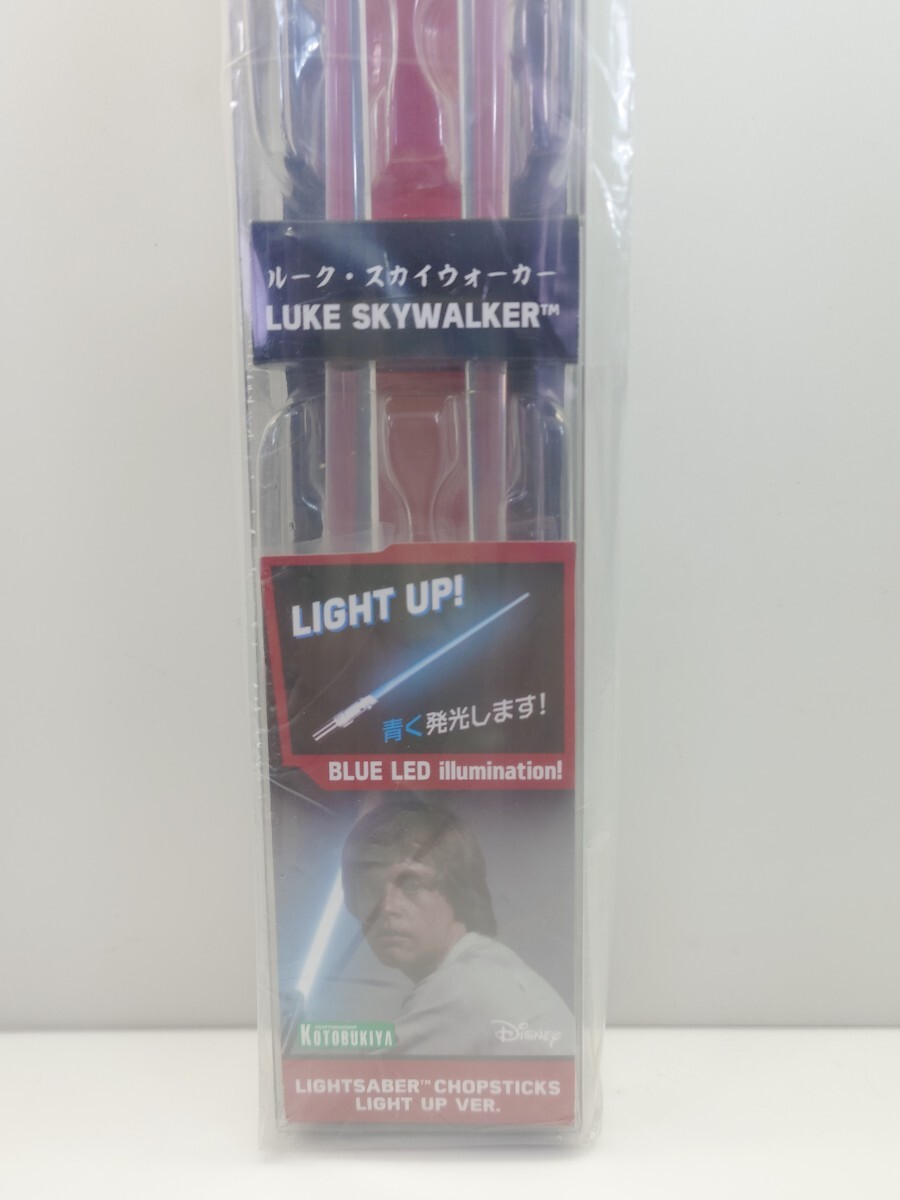 ルーク・スカイウォーカー
LUKE SKYWALKER™
LIGHT UP!
青く発光します!
BLUE LED illumination!
KOTOBUKIYA
Disney
LIGHTSABER™ CHOPSTICKS
LIGHT UP VER.